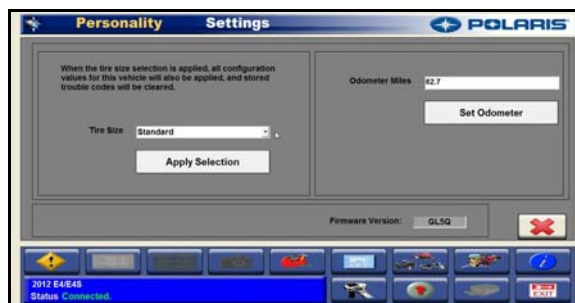 Personality Settings
POLARIS
When the tire size selection is applied, all configuration
values for this vehicle will also be applied, and stored
trouble codes will be cleared.
Tire Size Standard
Apply Selection
Odometer Miles 62.7
Set Odometer
Firmware Version: GL5Q
2012 E4/E4S
Status Connected.
EXIT